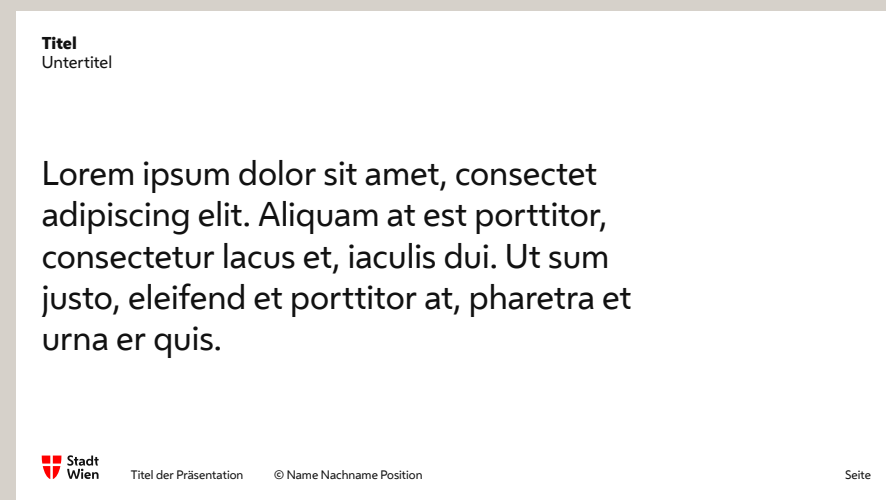 Titel
Untertitel
Lorem ipsum dolor sit amet, consectet
adipiscing elit. Aliquam at est porttitor,
consectetur lacus et, iaculis dui. Ut sum
justo, eleifend et porttitor at, pharetra et
urna er quis.
Stadt
Wien
Titel der Präsentation
© Name Nachname Position
Seite